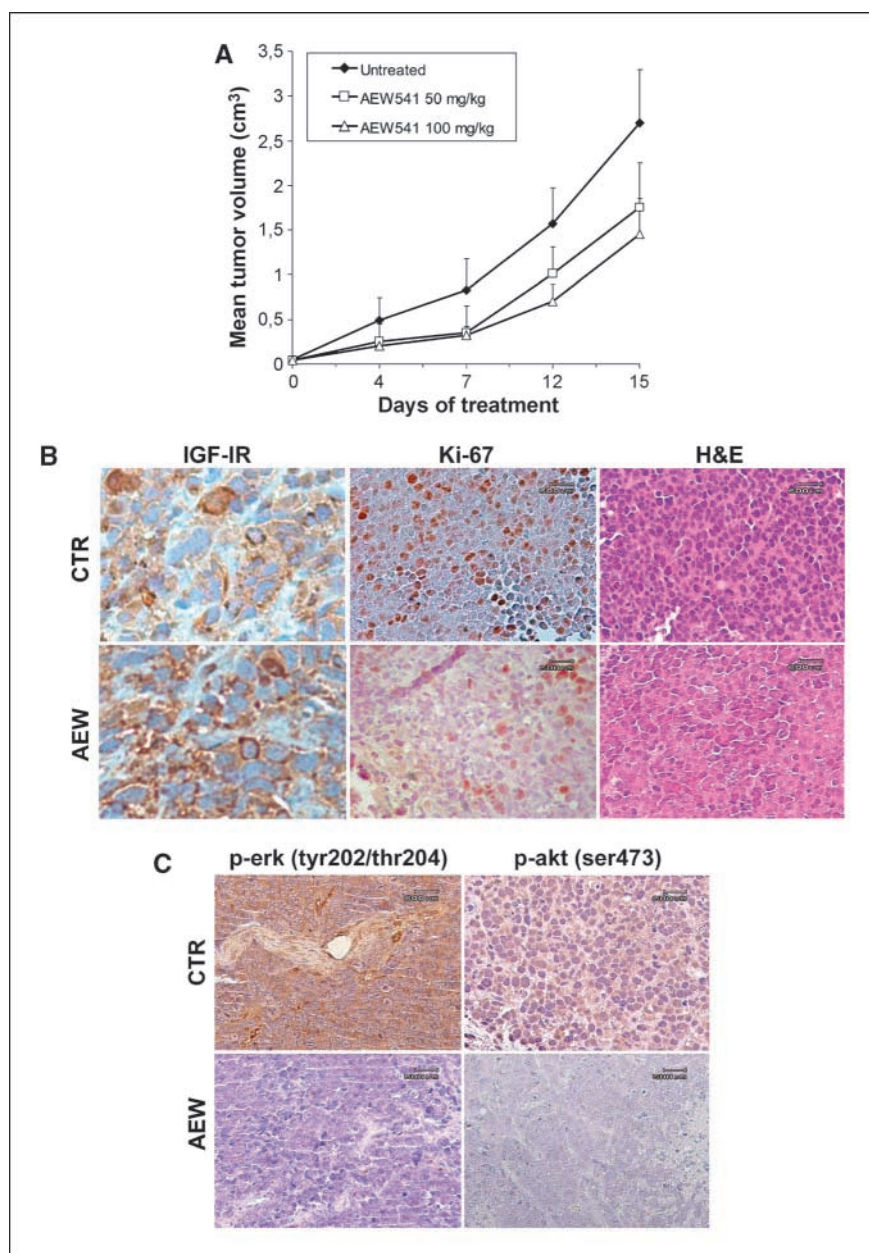 A
3,5
3
2,5
2
1,5
1
0,5
0
Mean tumor volume (cm³)
Untreated
AEW541 50 mg/kg
AEW541 100 mg/kg
0 4 7 12 15
Days of treatment
B
IGF-IR Ki-67 H&E
CTR
AEW
C
p-erk (tyr202/thr204) p-akt (ser473)
CTR
AEW